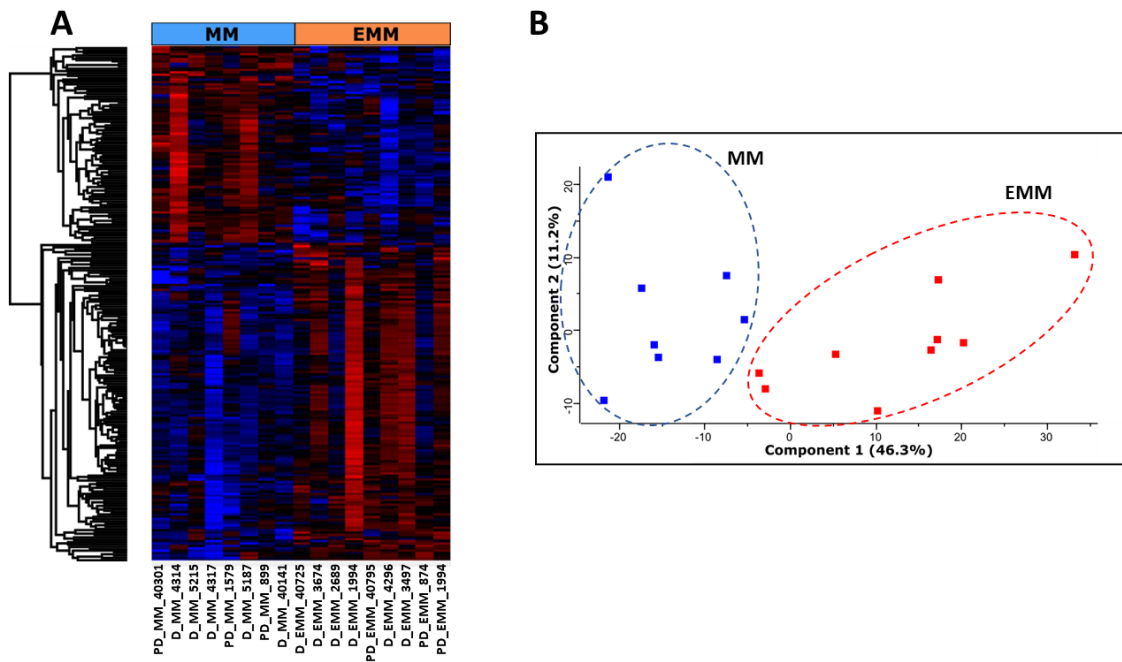 A
MM
EMM
PD_MM_40301
D_MM_4314
D_MM_5215
D_MM_4317
PD_MM_1579
D_MM_5187
PD_MM_899
D_MM_40141
D_EMM_40725
D_EMM_3674
D_EMM_2689
D_EMM_1994
PD_EMM_40795
D_EMM_4296
D_EMM_3497
PD_EMM_874
PD_EMM_1994
B
MM
EMM
Component 2 (11.2%)
20
10
0
-10
-20
-10
0
10
20
30
Component 1 (46.3%)